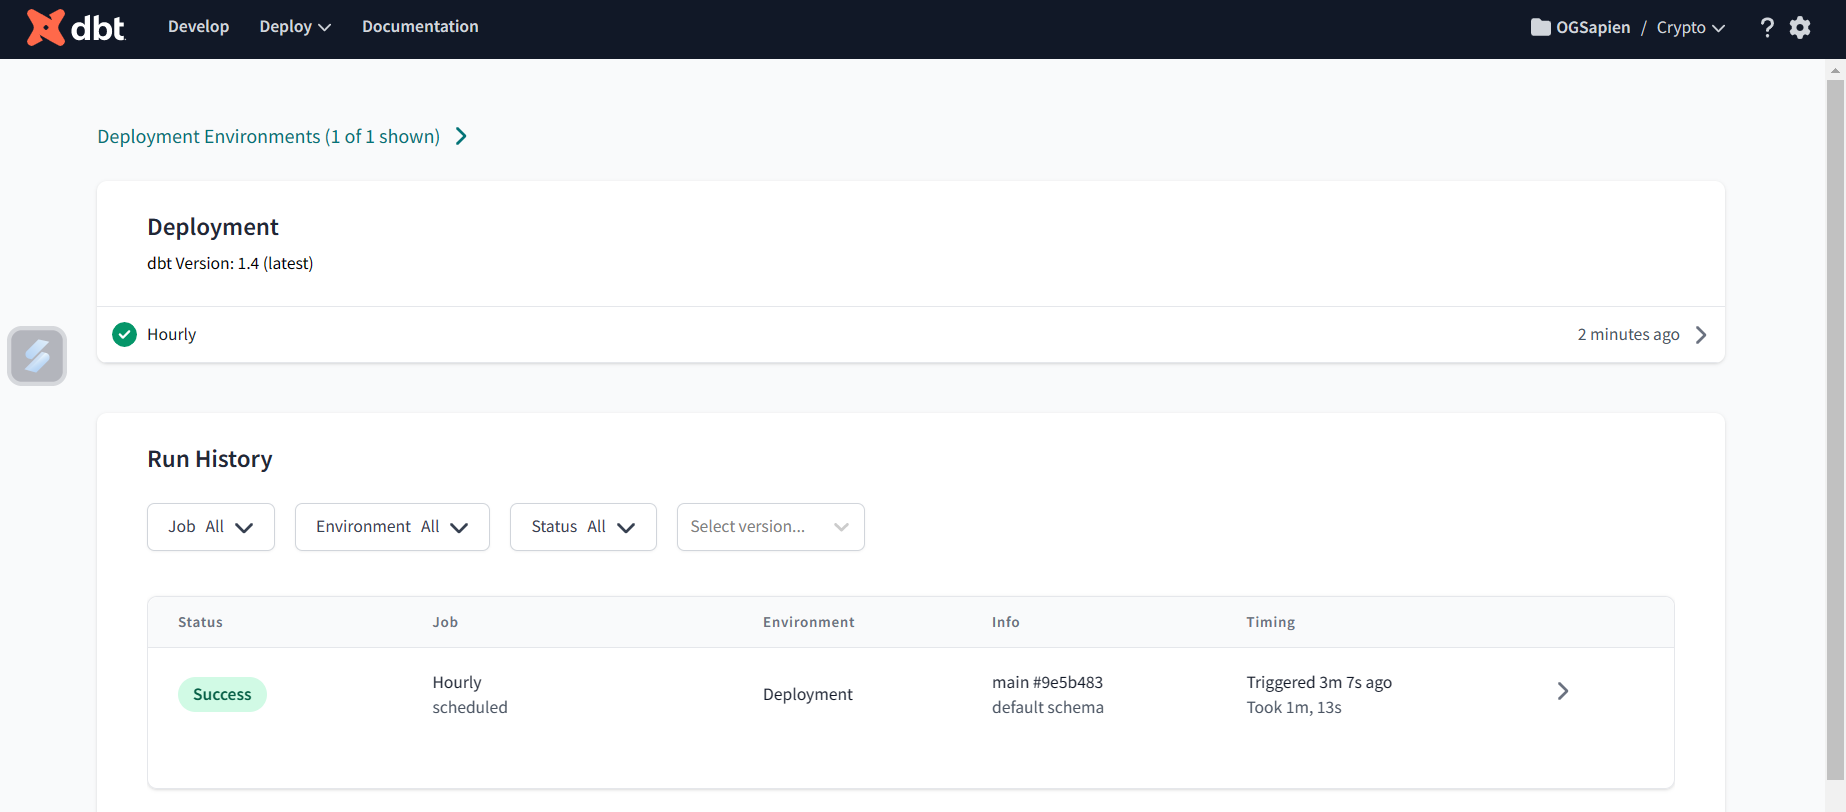 dbt
Develop Deploy Documentation
OGSapien / Crypto ?
Deployment Environments (1 of 1 shown)
Deployment
dbt Version: 1.4 (latest)
Hourly 2 minutes ago
Run History
Job All Environment All Status All Select version...
Status Job Environment Info Timing
Success Hourly Deployment main #9e5b483 Triggered 3m 7s ago
scheduled default schema Took 1m, 13s